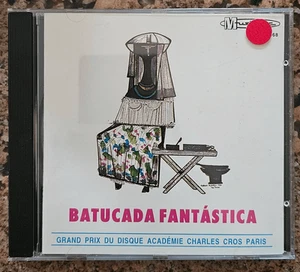 BATUCADA FANTÁSTICA
GRAND PRIX DU DISQUE ACADÉMIE CHARLES CROS PARIS